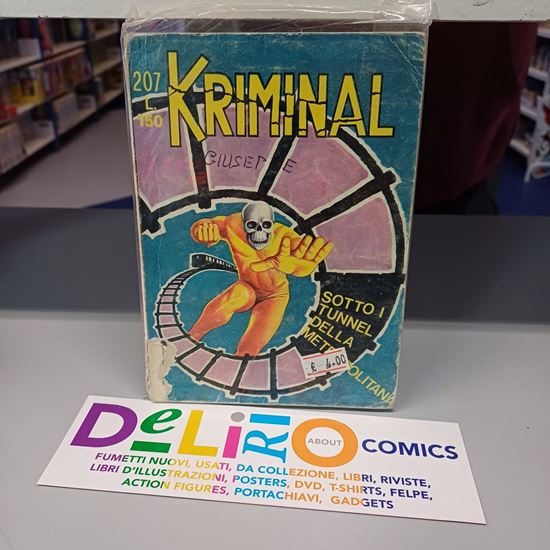 207
L.
150
KRIMINAL
GIUSEPPE
SOTTO I
TUNNEL
DELLA
METROPOLITANA
€ 4.00
DeLiRiO
ABOUT
COMICS
FUMETTI NUOVI, USATI, DA COLLEZIONE, LIBRI, RIVISTE,
LIBRI D'ILLUSTRAZIONI, POSTERS, DVD, T-SHIRTS, FELPE,
ACTION FIGURES, PORTACHIAVI, GADGETS